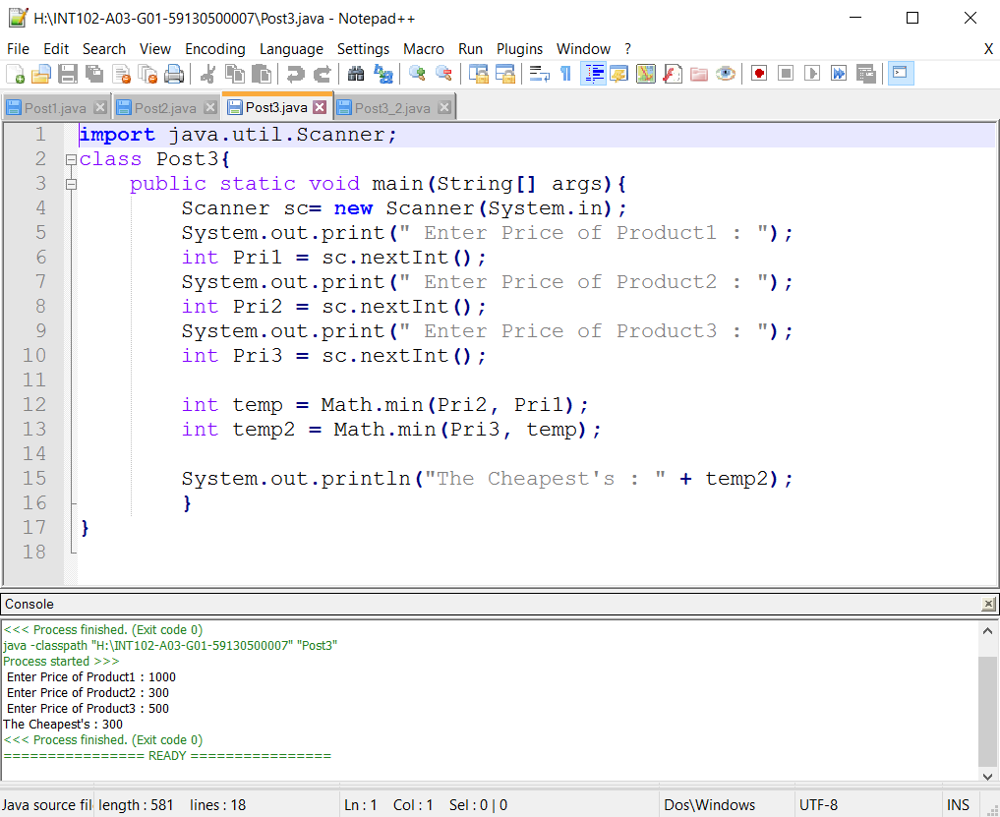 H:\INT102-A03-G01-59130500007\Post3.java - Notepad++
File Edit Search View Encoding Language Settings Macro Run Plugins Window ? X
Post1.java Post2.java Post3.java Post3_2.java
1 import java.util.Scanner;
2 class Post3{
3 public static void main(String[] args){
4 Scanner sc= new Scanner(System.in);
5 System.out.print(" Enter Price of Product1 : ");
6 int Pri1 = sc.nextInt();
7 System.out.print(" Enter Price of Product2 : ");
8 int Pri2 = sc.nextInt();
9 System.out.print(" Enter Price of Product3 : ");
10 int Pri3 = sc.nextInt();
11
12 int temp = Math.min(Pri2, Pri1);
13 int temp2 = Math.min(Pri3, temp);
14
15 System.out.println("The Cheapest's : " + temp2);
16 }
17 }
18
Console
<<< Process finished. (Exit code 0)
java -classpath "H:\INT102-A03-G01-59130500007" "Post3"
Process started >>>
Enter Price of Product1 : 1000
Enter Price of Product2 : 300
Enter Price of Product3 : 500
The Cheapest's : 300
<<< Process finished. (Exit code 0)
================ READY ================
Java source fil length : 581 lines : 18 Ln : 1 Col : 1 Sel : 0 | 0 Dos\Windows UTF-8 INS